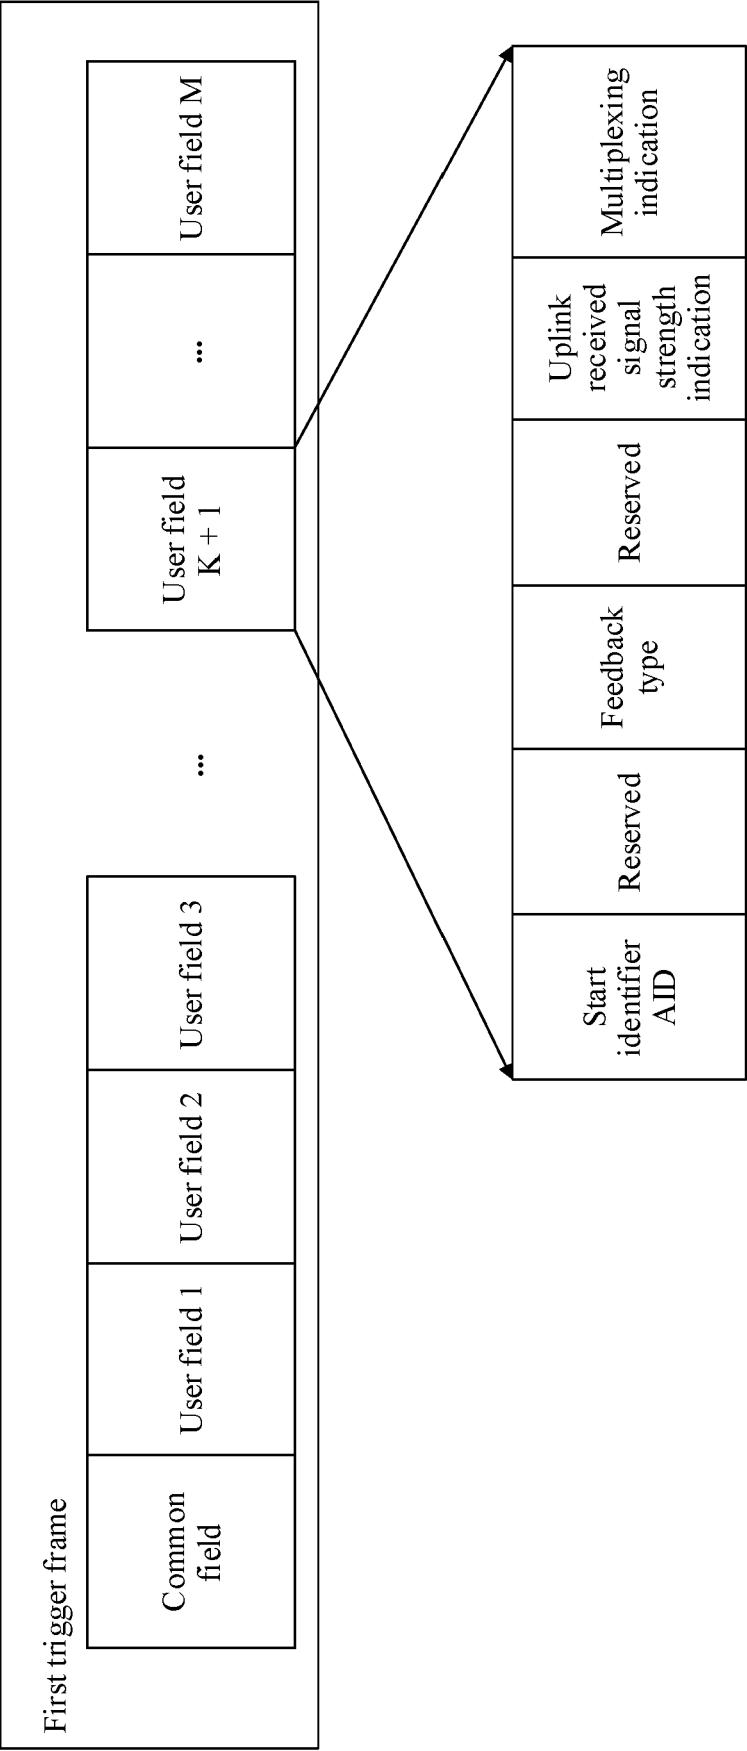 First trigger frame
Common
field
User field 1
User field 2
User field 3
...
User field
K + 1
...
User field M
Start
identifier
AID
Reserved
Feedback
type
Reserved
Uplink
received
signal
strength
indication
Multiplexing
indication